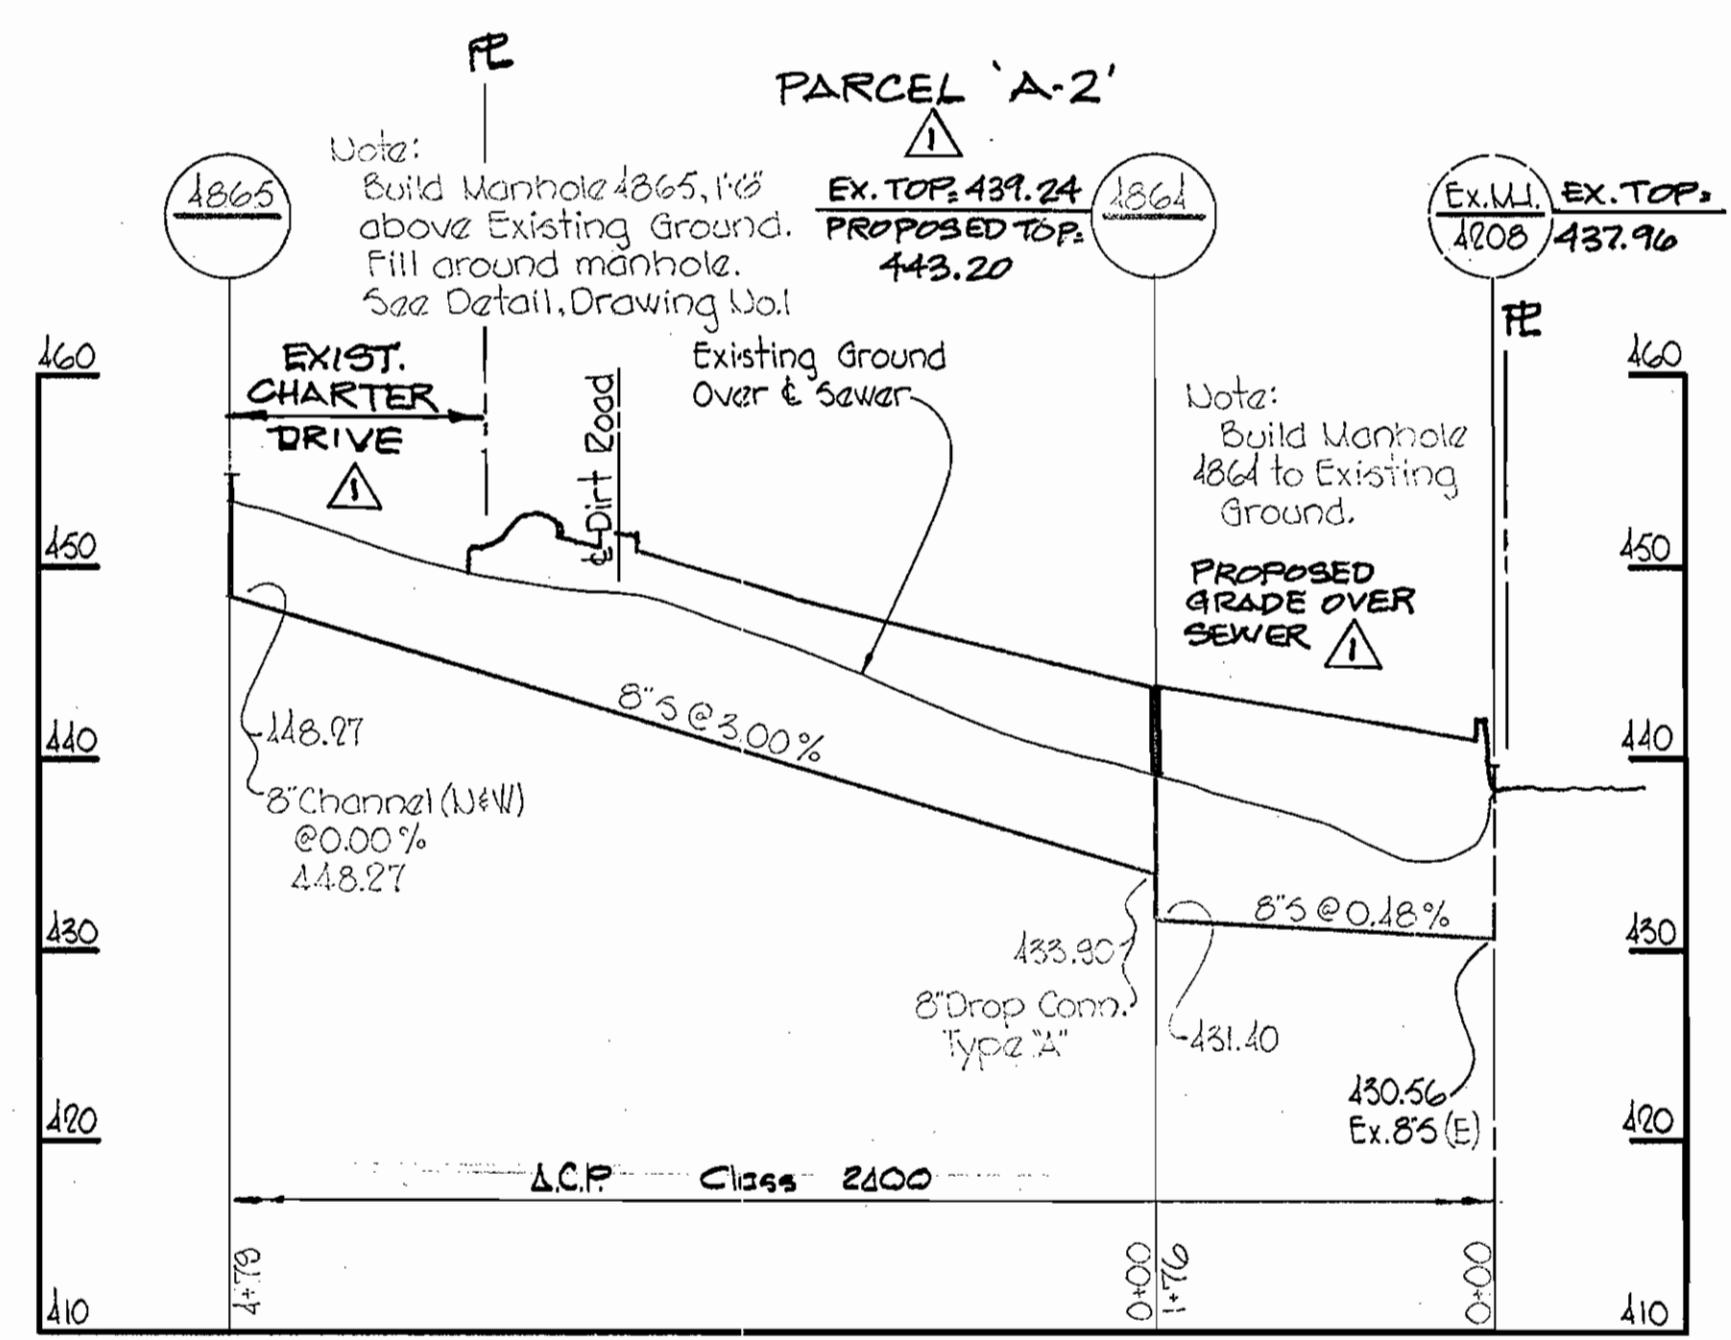 PL
PARCEL 'A-2'
1
4865
Note:
Build Manhole 4865, 1'-6"
above Existing Ground.
Fill around manhole.
See Detail, Drawing No.1
EX. TOP= 439.24
PROPOSED TOP=
443.20
4864
Ex.M.H.
4208
EX. TOP=
437.96
PL
460
EXIST.
CHARTER
DRIVE
1
℄ Dirt Road
Existing Ground
Over ℄ Sewer
Note:
Build Manhole
4864 to Existing
Ground.
460
450
450
PROPOSED
GRADE OVER
SEWER
1
8"S @ 3.00%
440
440
448.27
8"Channel (N&W)
@0.00%
448.27
430
8"S @ 0.48%
430
433.90
8"Drop Conn.
Type "A"
431.40
430.56
Ex.8"S (E)
420
420
A.C.P. Class 2400
4+79
0+00
1+76
0+00
410
410